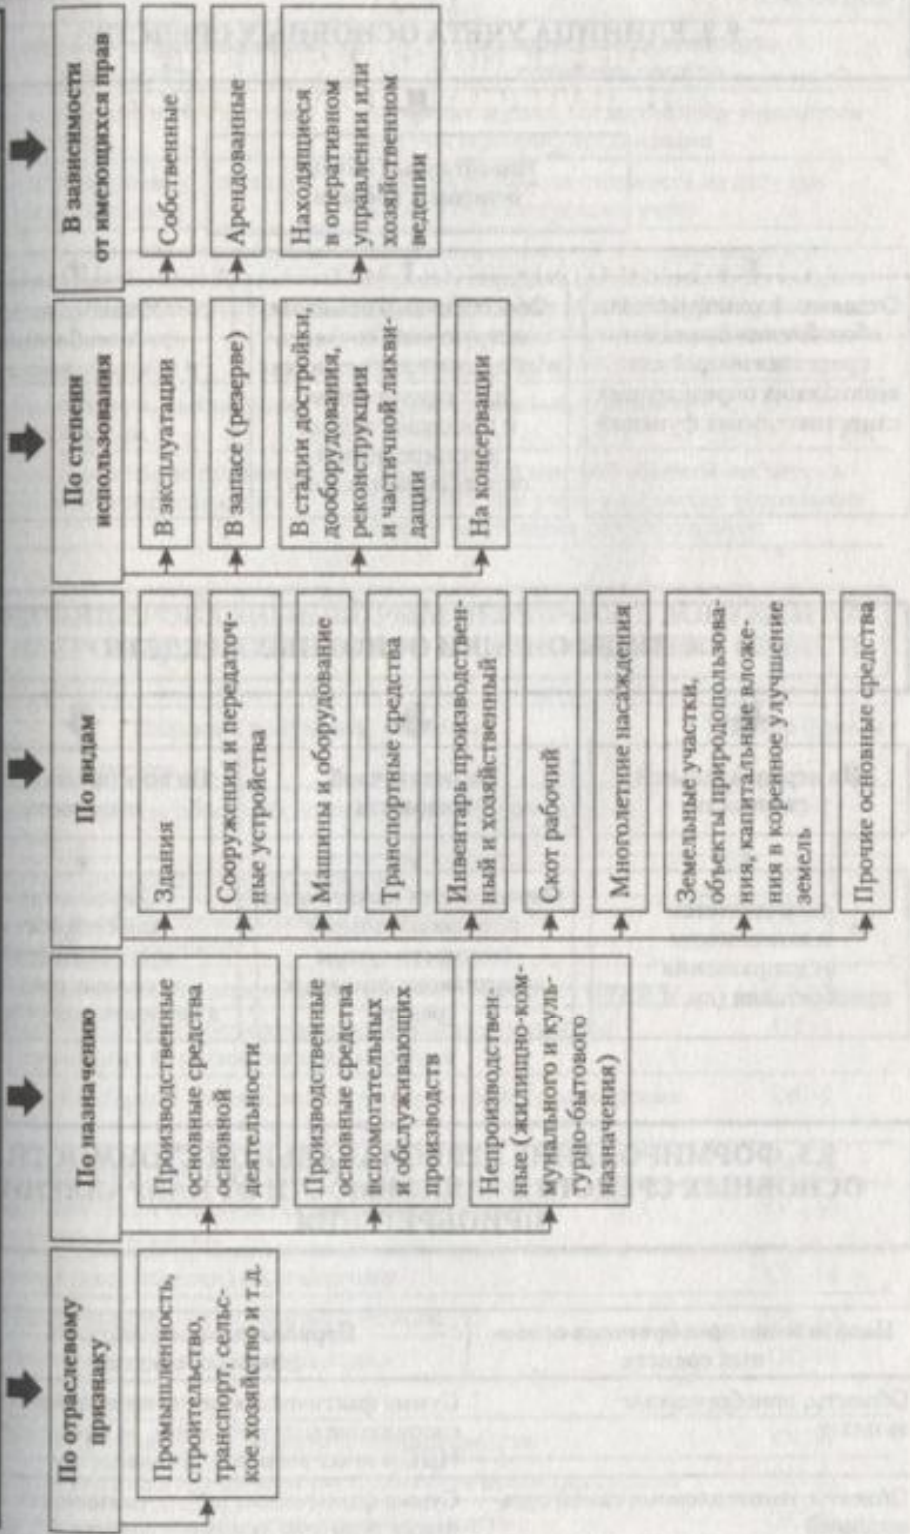 По отраслевому
признаку
Промышленность,
строительство,
транспорт, сельс-
кое хозяйство и т.д.
По назначению
Производственные
основные средства
основной
деятельности
Производственные
основные средства
вспомогательных
и обслуживающих
производств
Непроизводствен-
ные (жилищно-ком-
мунального и куль-
турно-бытового
назначения)
По видам
Здания
Сооружения и передаточ-
ные устройства
Машины и оборудование
Транспортные средства
Инвентарь производствен-
ный и хозяйственный
Скот рабочий
Многолетние насаждения
Земельные участки,
объекты природопользова-
ния, капитальные вложе-
ния в коренное улучшение
земель
Прочие основные средства
По степени
использования
В эксплуатации
В запасе (резерве)
В стадии достройки,
дооборудования,
реконструкции
и частичной ликви-
дации
На консервации
В зависимости
от имеющихся прав
Собственные
Арендованные
Находящиеся
в оперативном
управлении или
хозяйственном
ведении